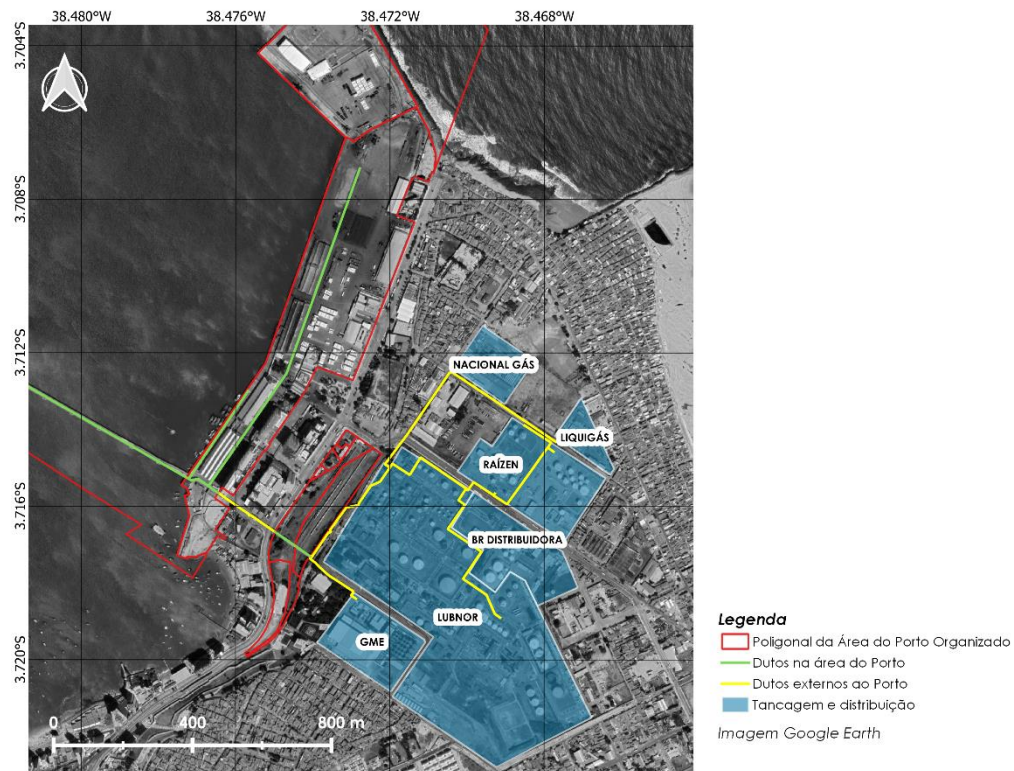 38.480°W
38.476°W
38.472°W
38.468°W
3.704°S
3.708°S
3.712°S
3.716°S
3.720°S
NACIONAL GÁS
LIQUIGÁS
RAÍZEN
BR DISTRIBUIDORA
LUBNOR
GME
0
400
800 m
Legenda
Poligonal da Área do Porto Organizado
Dutos na área do Porto
Dutos externos ao Porto
Tancagem e distribuição
Imagem Google Earth